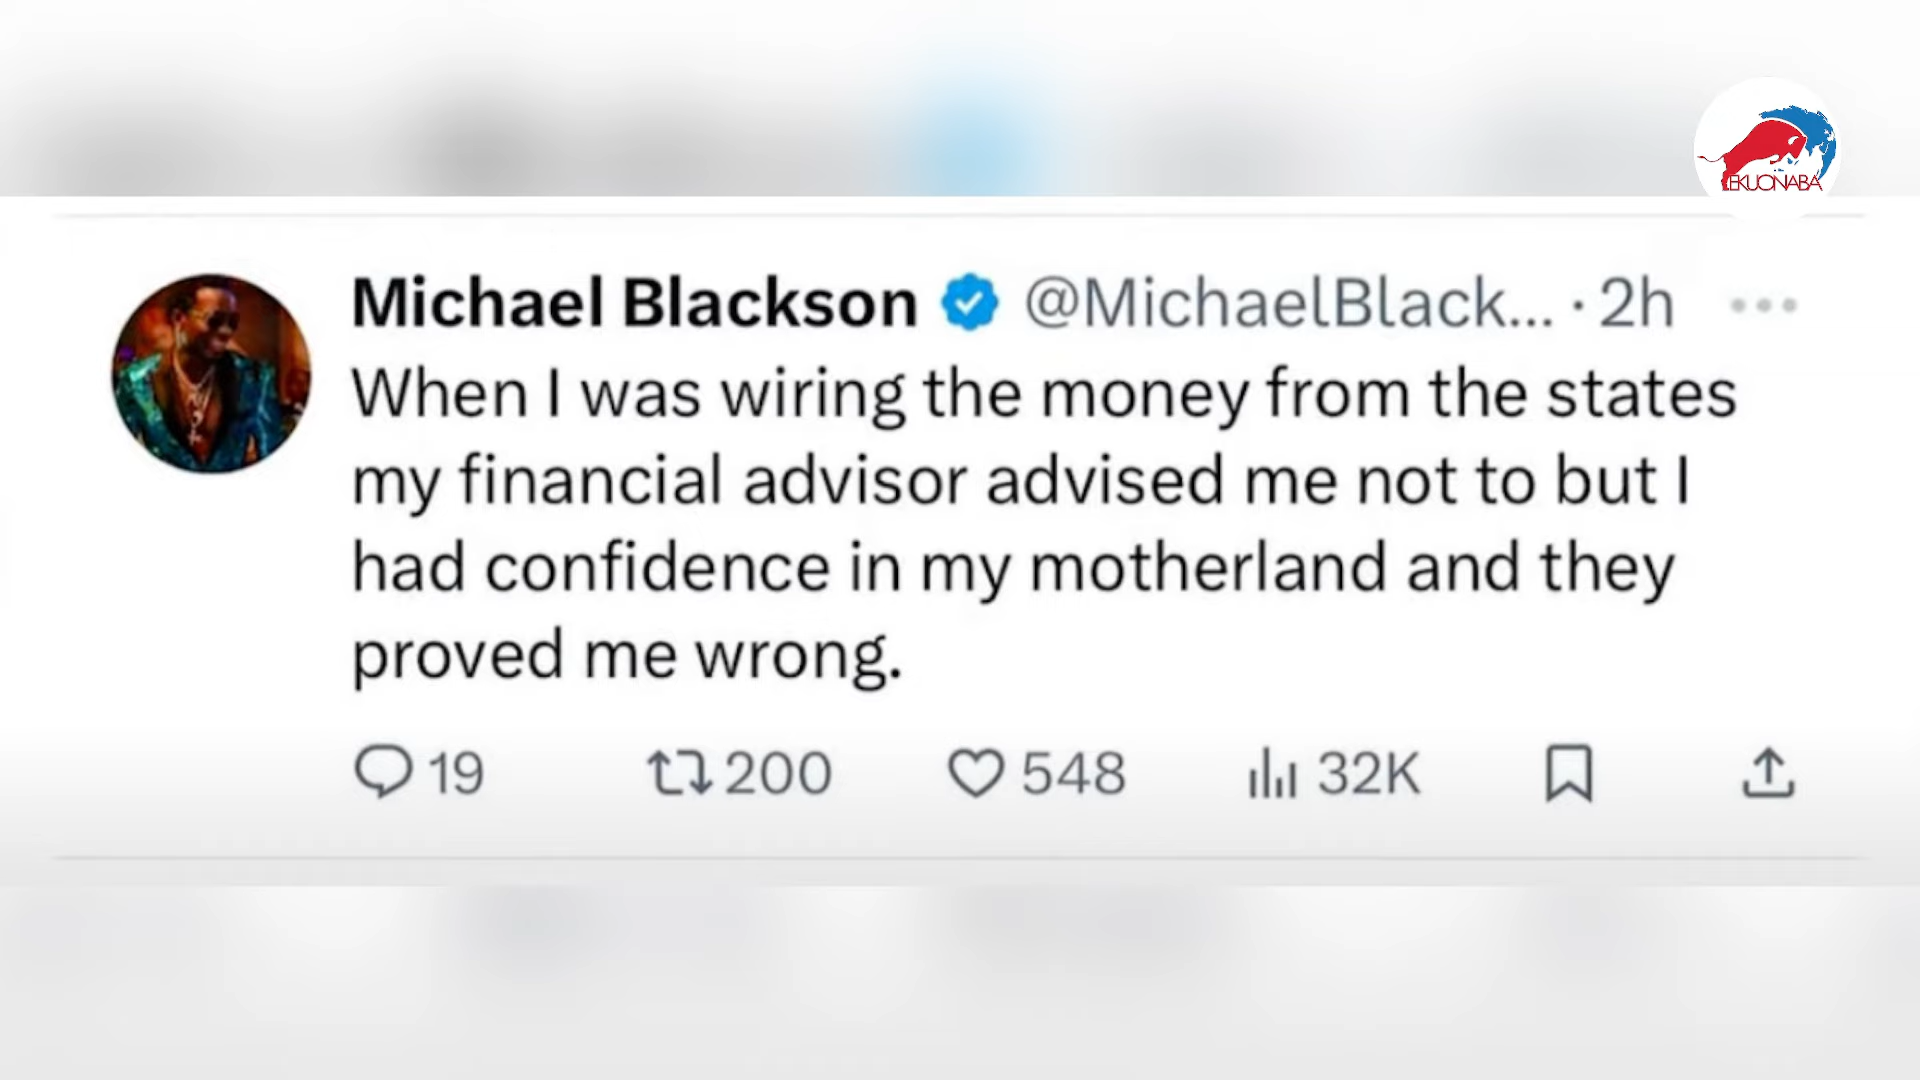 EKUONABA
Michael Blackson @MichaelBlack... · 2h
When I was wiring the money from the states
my financial advisor advised me not to but I
had confidence in my motherland and they
proved me wrong.
19 200 548 32K